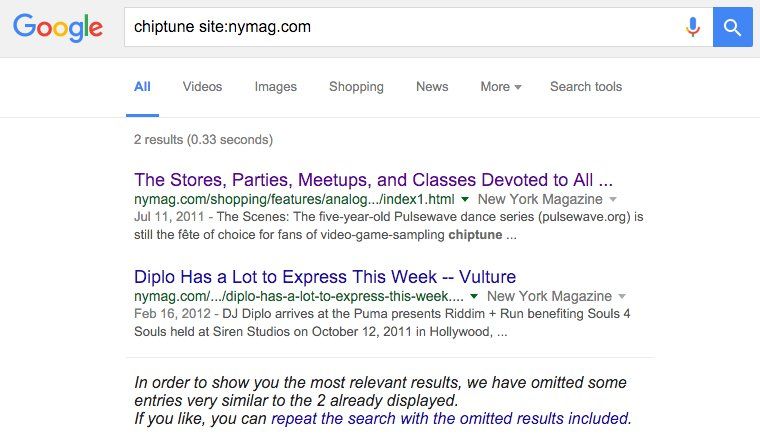 Google chiptune site:nymag.com
All Videos Images Shopping News More Search tools
2 results (0.33 seconds)
The Stores, Parties, Meetups, and Classes Devoted to All ...
nymag.com/shopping/features/analog.../index1.html New York Magazine
Jul 11, 2011 - The Scenes: The five-year-old Pulsewave dance series (pulsewave.org) is
still the fête of choice for fans of video-game-sampling chiptune ...
Diplo Has a Lot to Express This Week -- Vulture
nymag.com/.../diplo-has-a-lot-to-express-this-week.... New York Magazine
Feb 16, 2012 - DJ Diplo arrives at the Puma presents Riddim + Run benefiting Souls 4
Souls held at Siren Studios on October 12, 2011 in Hollywood, ...
In order to show you the most relevant results, we have omitted some
entries very similar to the 2 already displayed.
If you like, you can repeat the search with the omitted results included.